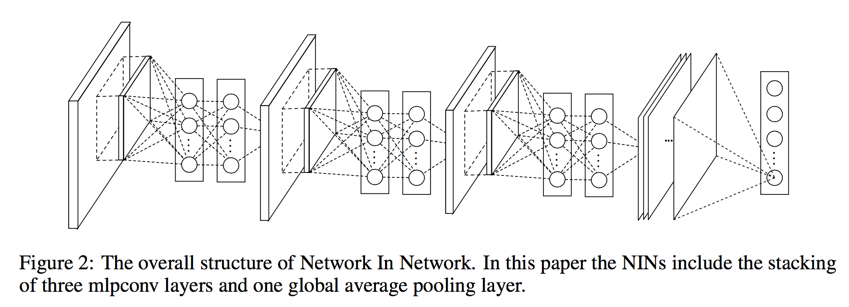 Figure 2: The overall structure of Network In Network. In this paper the NINs include the stacking
of three mlpconv layers and one global average pooling layer.